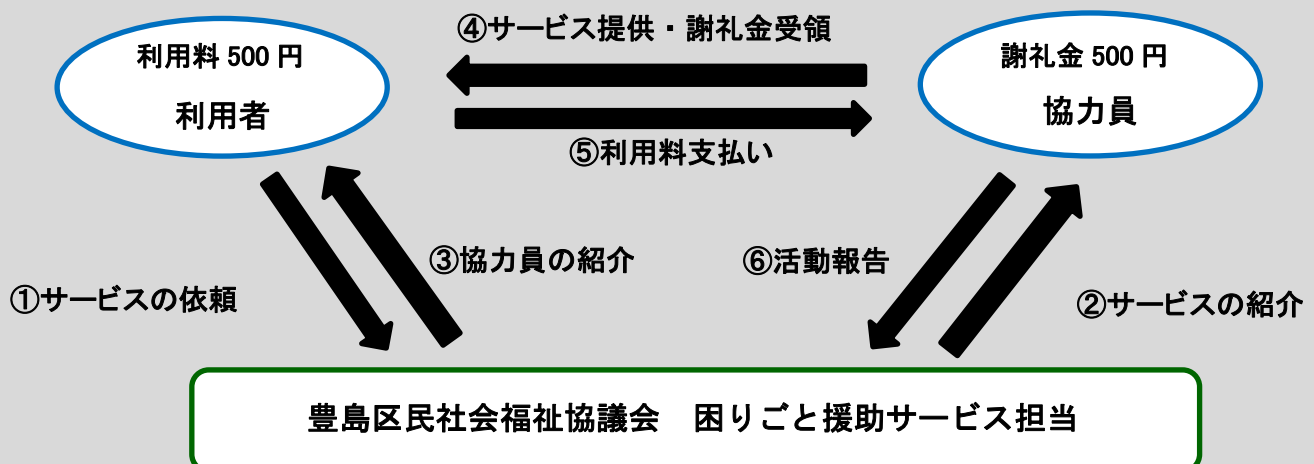 ④サービス提供・謝礼金受領
利用料 500 円
利用者
謝礼金 500 円
協力員
⑤利用料支払い
③協力員の紹介
⑥活動報告
①サービスの依頼
②サービスの紹介
豊島区民社会福祉協議会　困りごと援助サービス担当